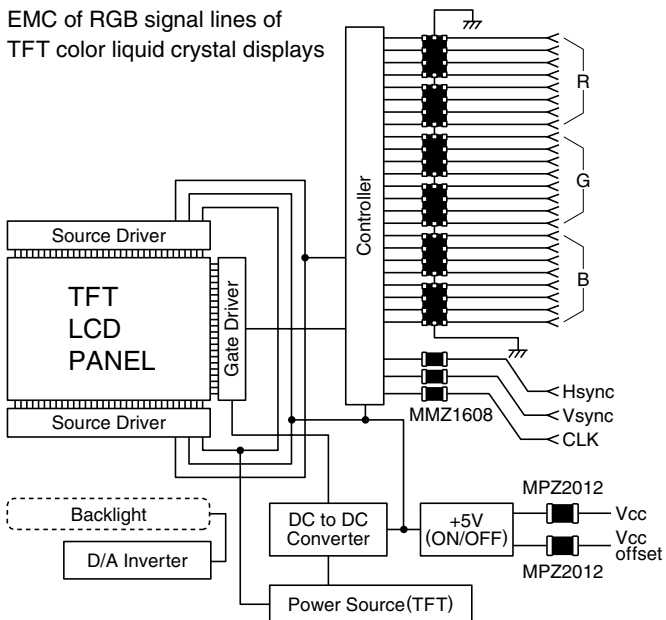 EMC of RGB signal lines of
TFT color liquid crystal displays
R
G
B
Controller
Source Driver
TFT
LCD
PANEL
Gate Driver
Source Driver
Hsync
Vsync
CLK
MMZ1608
MPZ2012
Backlight
DC to DC
Converter
+5V
(ON/OFF)
Vcc
Vcc
offset
D/A Inverter
MPZ2012
Power Source(TFT)